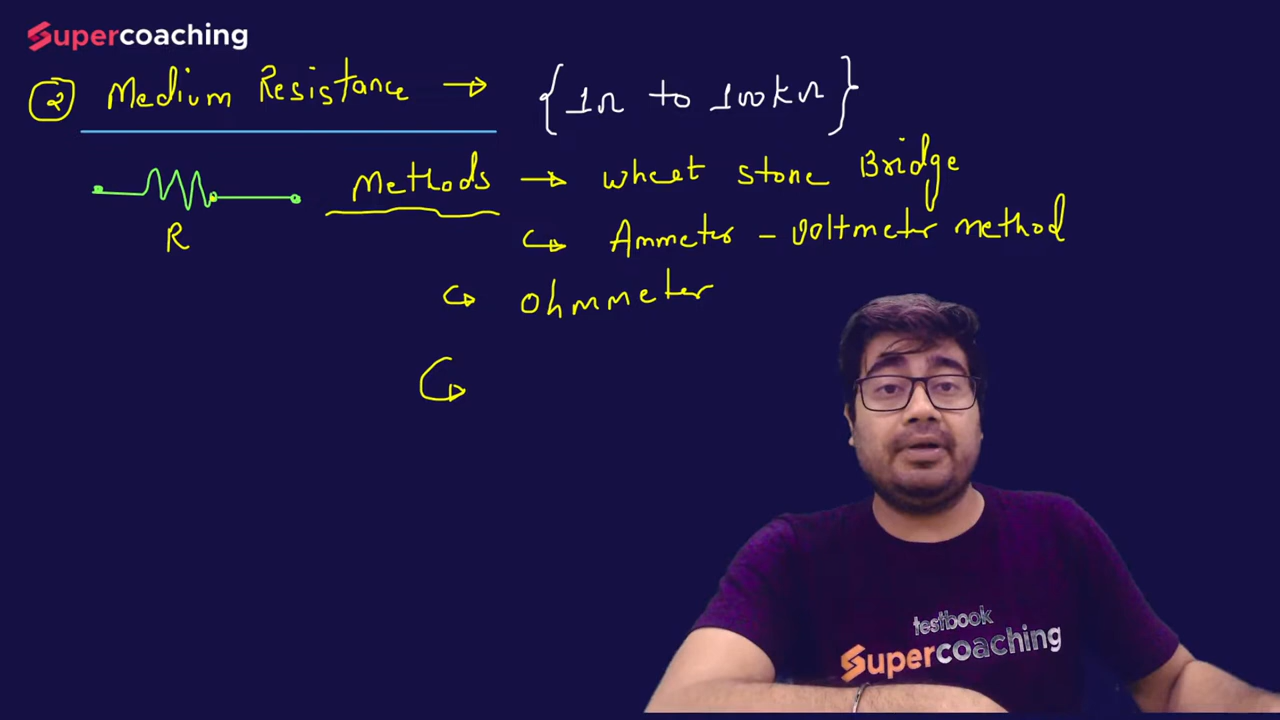 Supercoaching
2 Medium Resistance → {1Ω to 100kΩ}
Methods → wheat stone Bridge
↳ Ammeter - voltmeter method
R
↳ ohmmeter
↳
testbook
Supercoaching